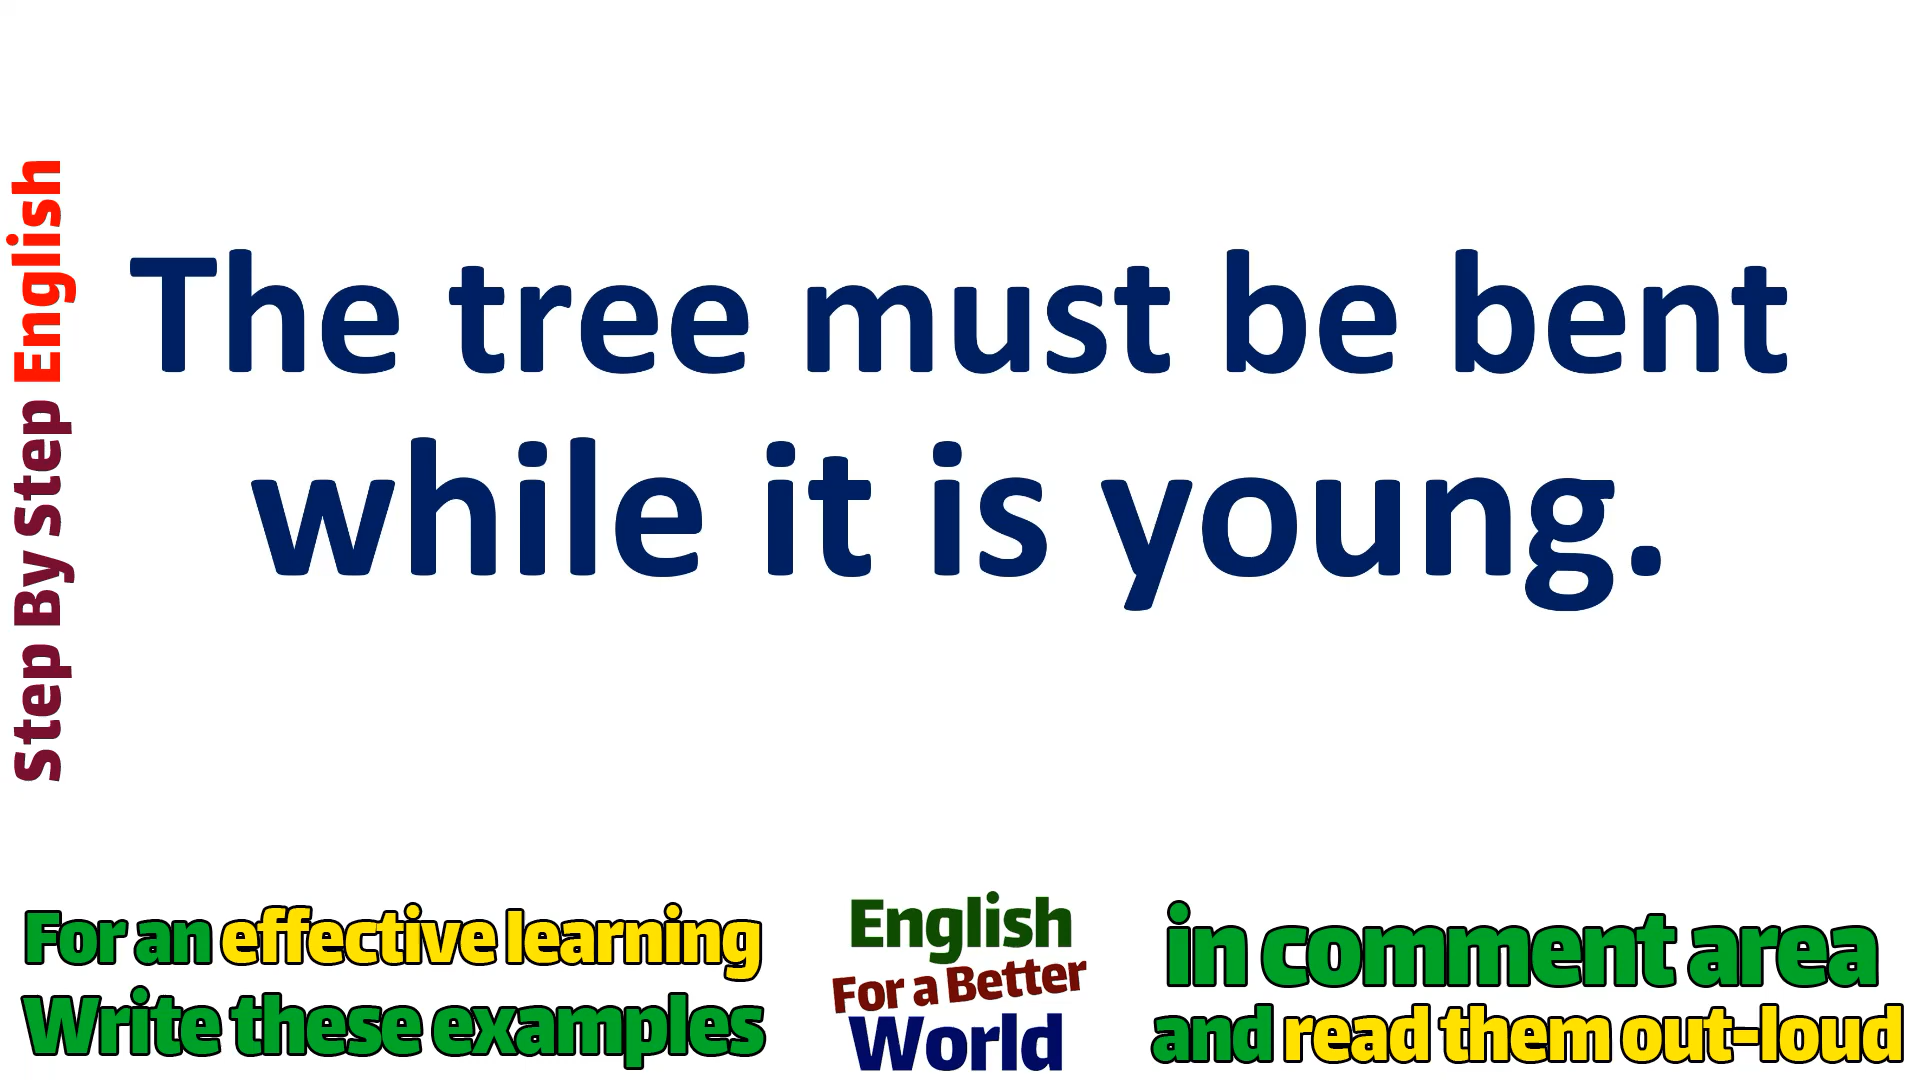 Step By Step English
The tree must be bent
while it is young.
For an effective learning
Write these examples
English
For a Better
World
in comment area
and read them out-loud